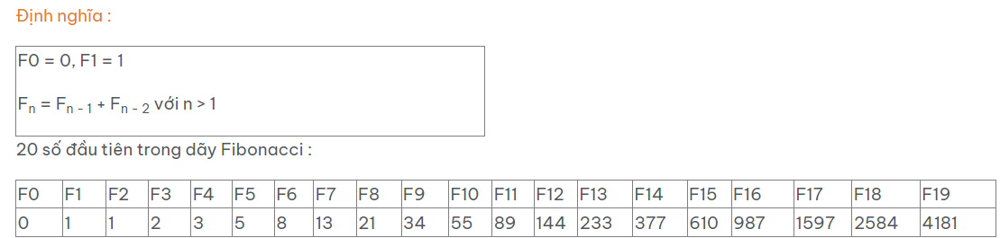 Định nghĩa :
F0 = 0, F1 = 1
Fn = Fn - 1 + Fn - 2 với n > 1
20 số đầu tiên trong dãy Fibonacci :
F0 F1 F2 F3 F4 F5 F6 F7 F8 F9 F10 F11 F12 F13 F14 F15 F16 F17 F18 F19
0 1 1 2 3 5 8 13 21 34 55 89 144 233 377 610 987 1597 2584 4181